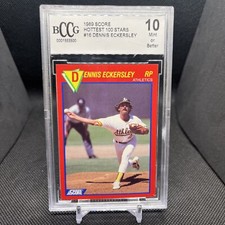 BCCG
1989 SCORE
HOTTEST 100 STARS
#16 DENNIS ECKERSLEY
10
Mint
or
Better
DENNIS ECKERSLEY RP
ATHLETICS
SCORE